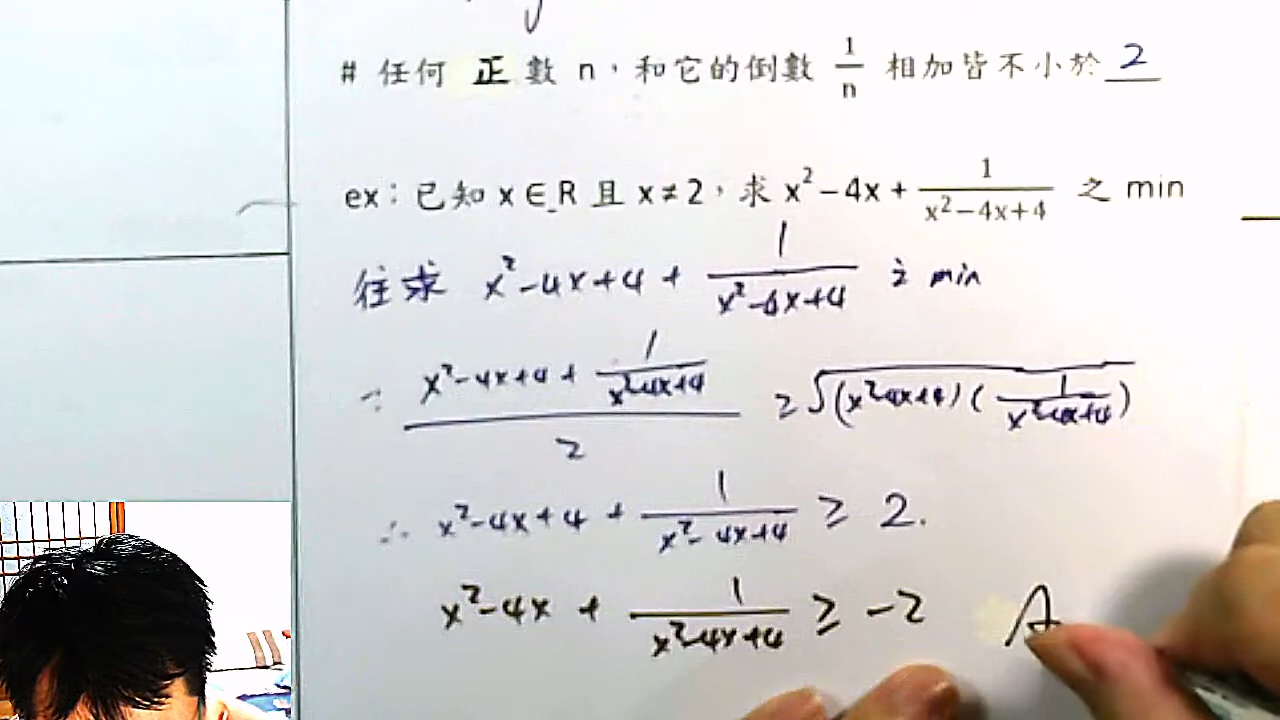 # 任何 正 數 n，和它的倒數 1/n 相加皆不小於 2
ex：已知 x∈R 且 x≠2，求 x²−4x+ 1/(x²−4x+4) 之 min
往求 x²-4x+4 + 1/(x²-4x+4) 之 min
∵ (x²-4x+4 + 1/(x²-4x+4))/2 ≥ √((x²-4x+4)(1/(x²-4x+4)))
∴ x²-4x+4 + 1/(x²-4x+4) ≥ 2.
x²-4x + 1/(x²-4x+4) ≥ -2 A